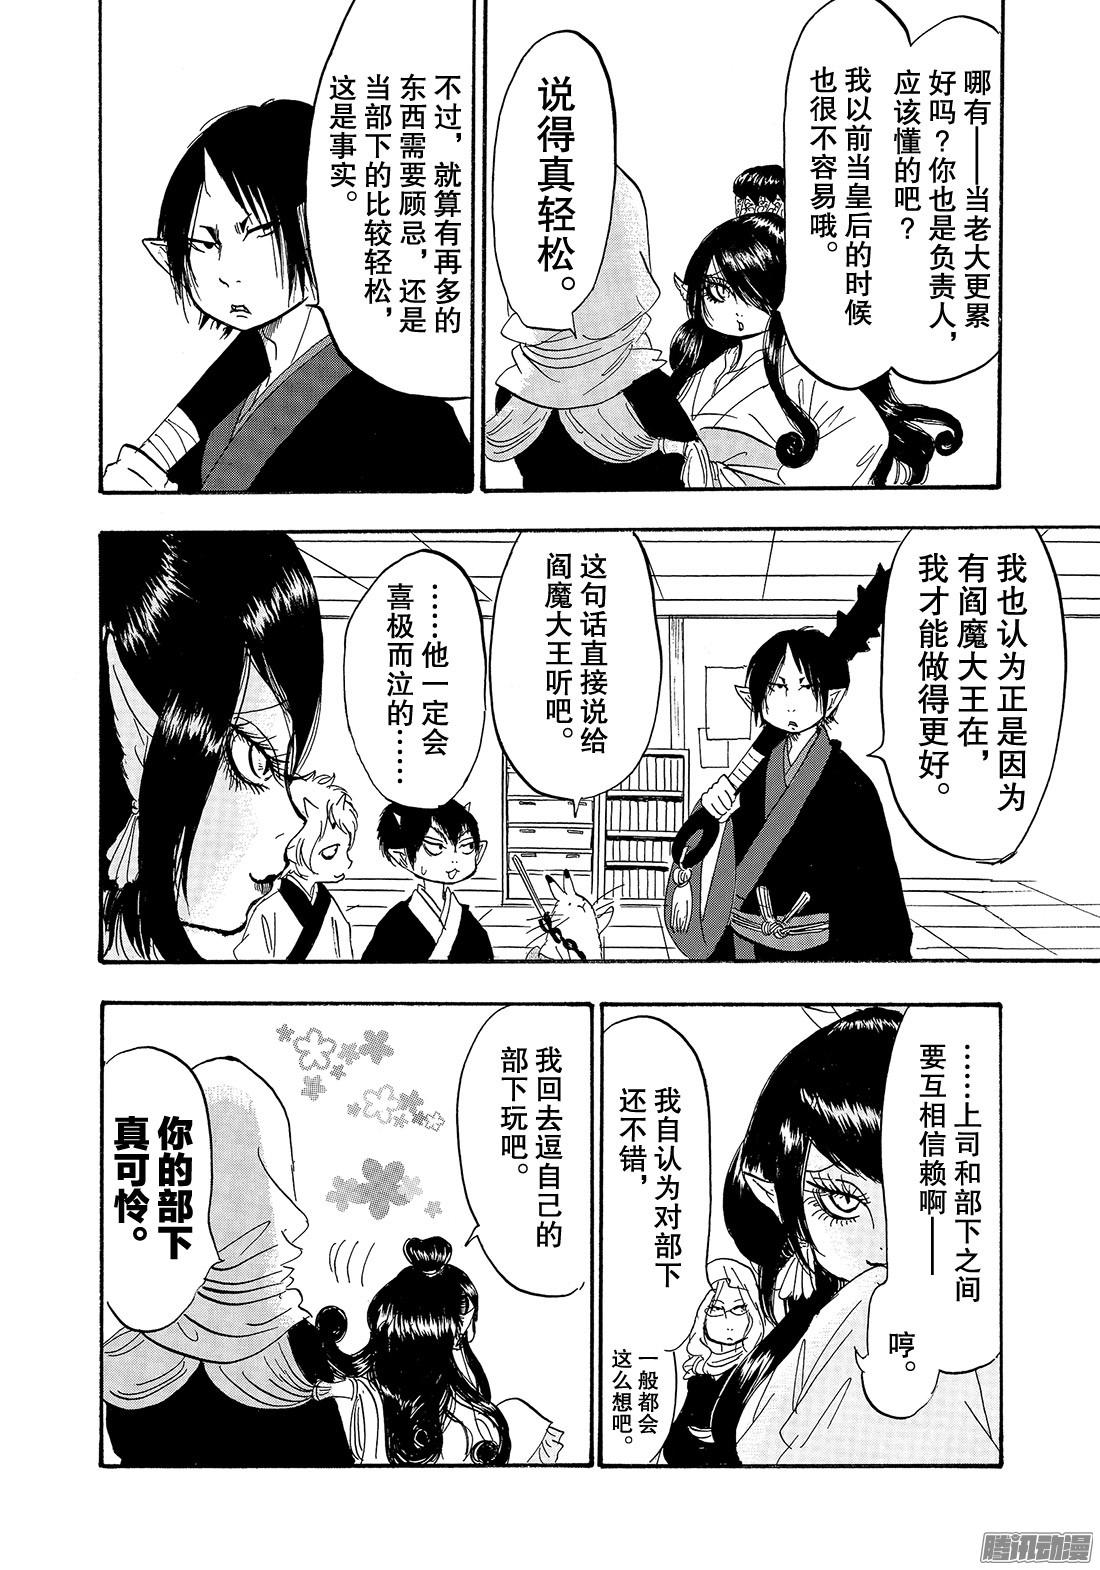 哪有——当老大更累
好吗？你也是负责人，
应该懂的吧？
我以前当皇后的时候
也很不容易哦。
说得真轻松。
不过，就算有再多的
东西需要顾忌，还是
当部下的比较轻松，
这是事实。
我也认为正是因为
有阎魔大王在，
我才能做得更好。
这句话直接说给
阎魔大王听吧。
……他一定会
喜极而泣的……
……上司和部下之间
要互相信赖啊——
哼。
我自认为对部下
还不错，
一般都会
这么想吧。
我回去逗自己的
部下玩吧。
你的部下
真可怜。
腾讯动漫